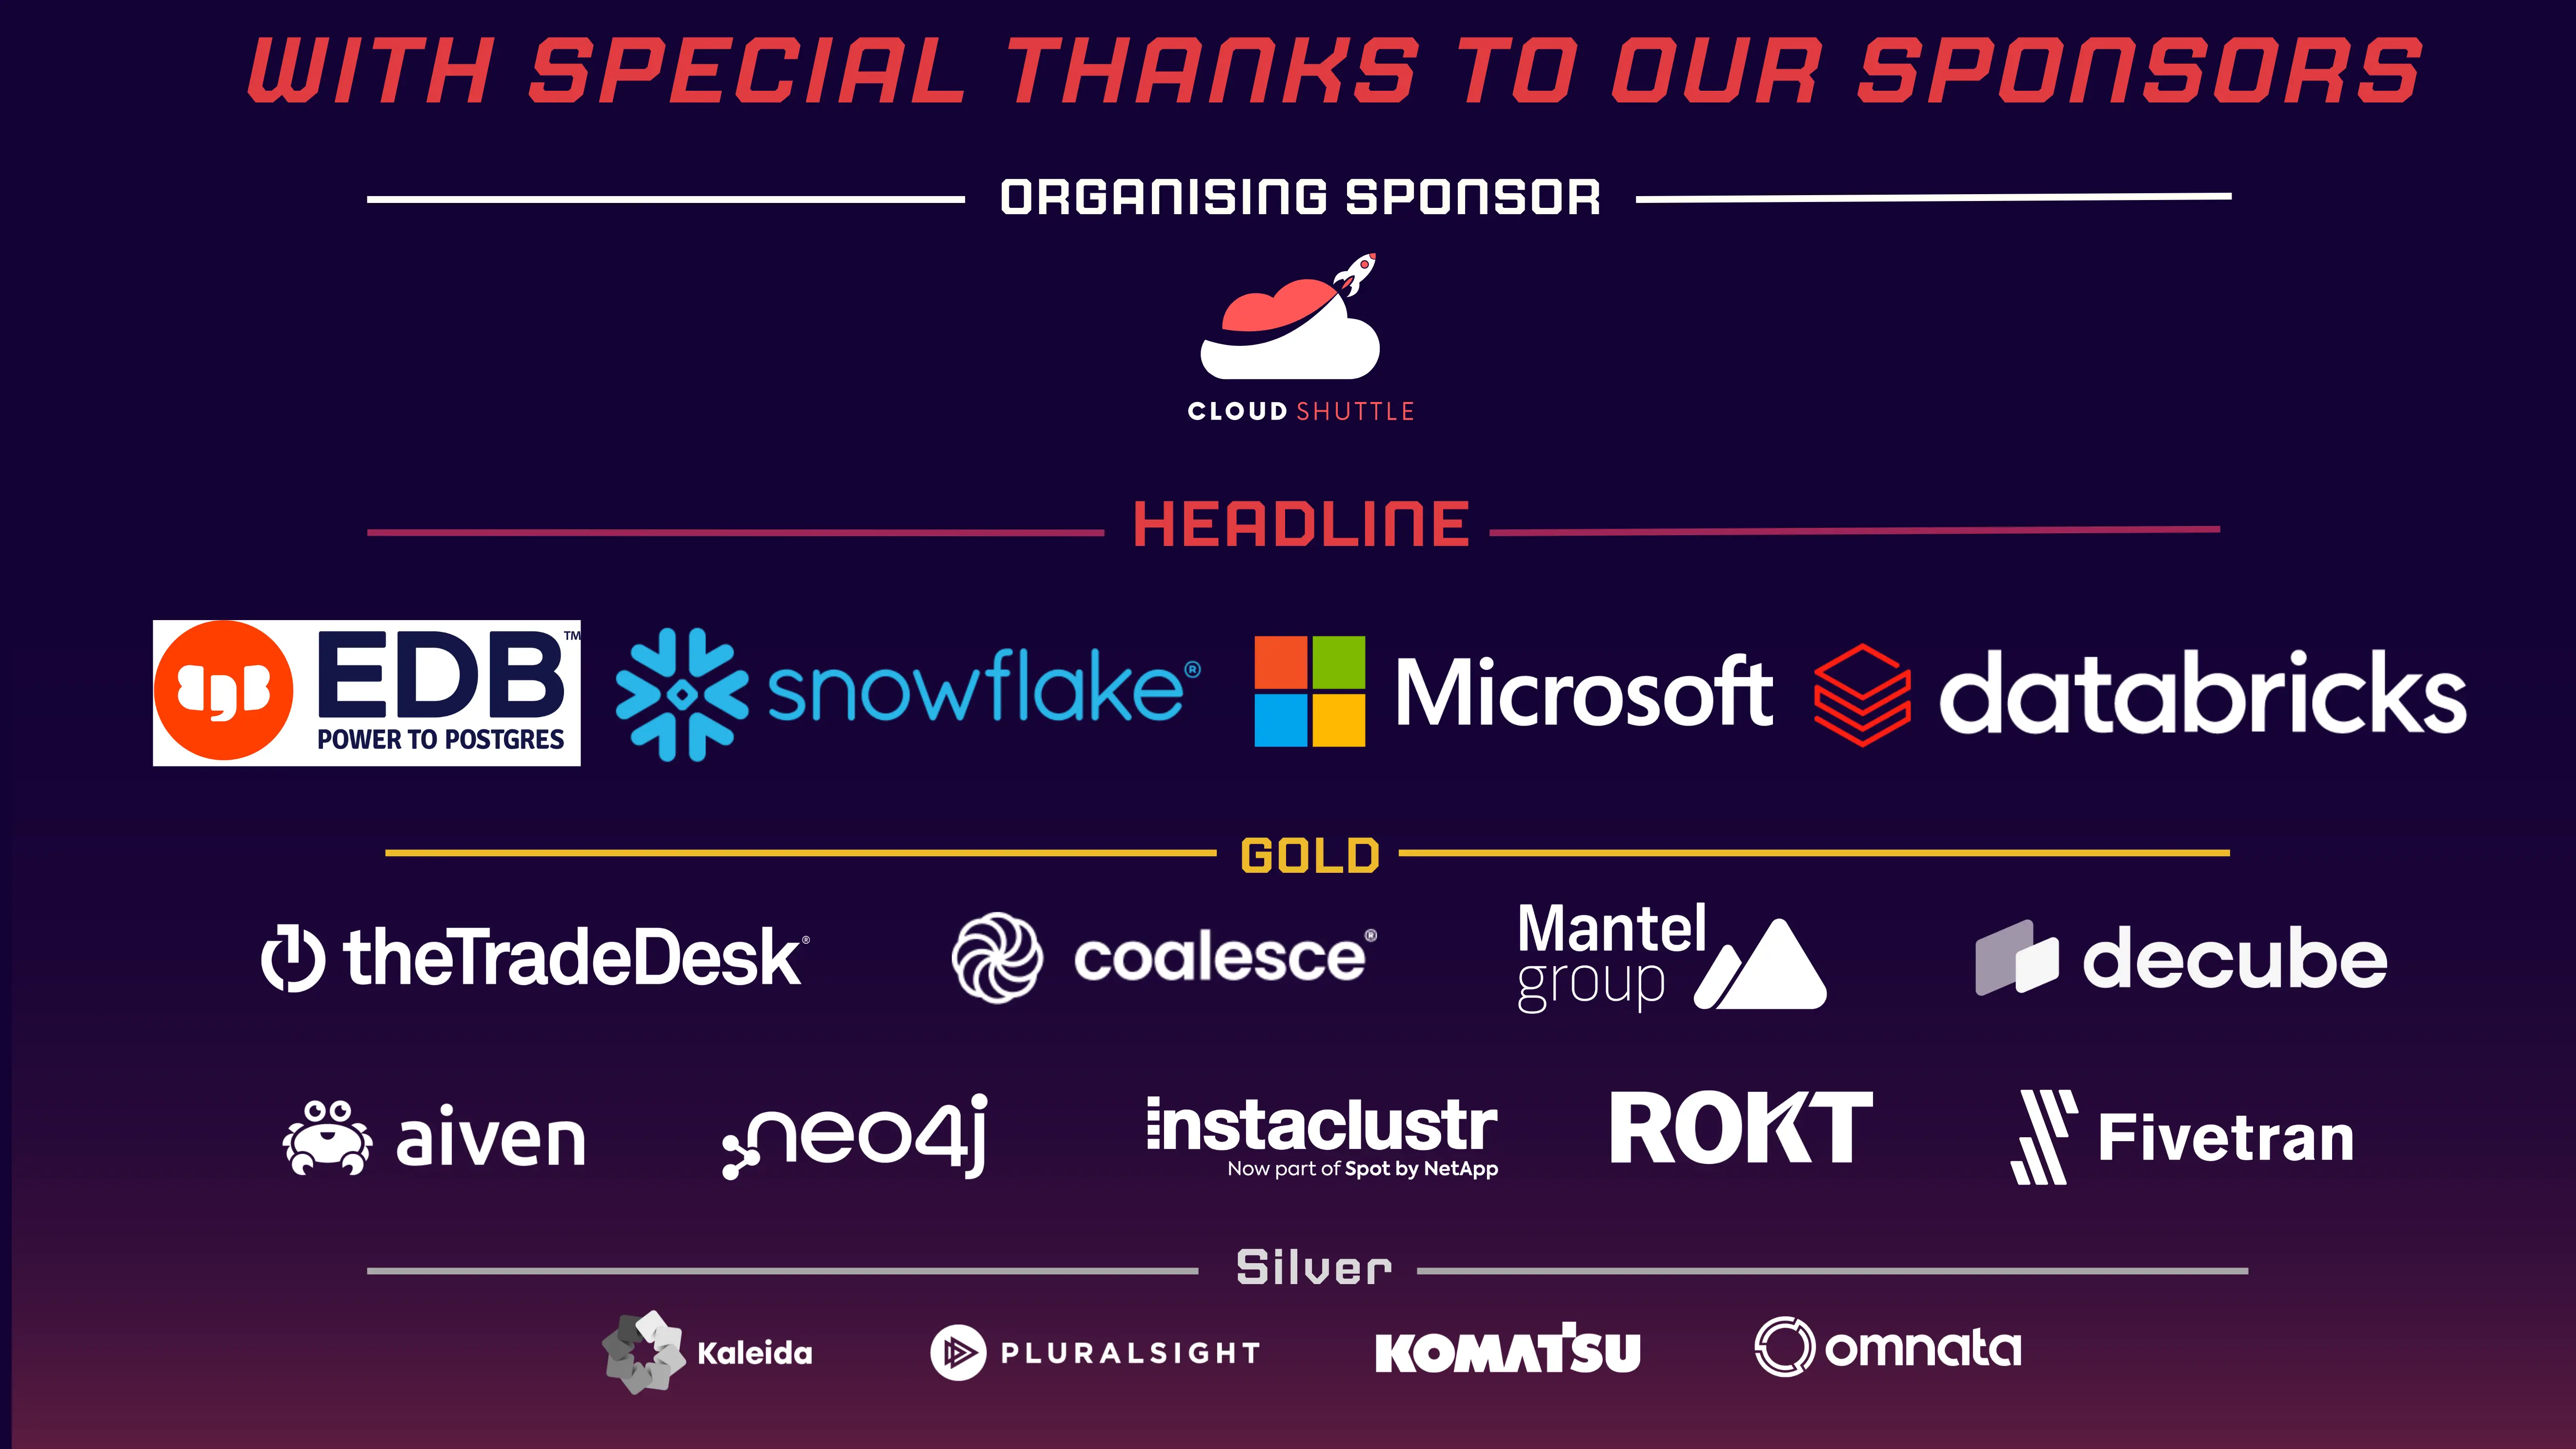 WITH SPECIAL THANKS TO OUR SPONSORS
ORGANISING SPONSOR
CLOUD SHUTTLE
HEADLINE
EDB™
POWER TO POSTGRES
snowflake®
Microsoft
databricks
GOLD
theTradeDesk®
coalesce®
Mantel
group
decube
aiven
neo4j
instaclustr
Now part of Spot by NetApp
ROKT
Fivetran
Silver
Kaleida
PLURALSIGHT
KOMATSU
omnata